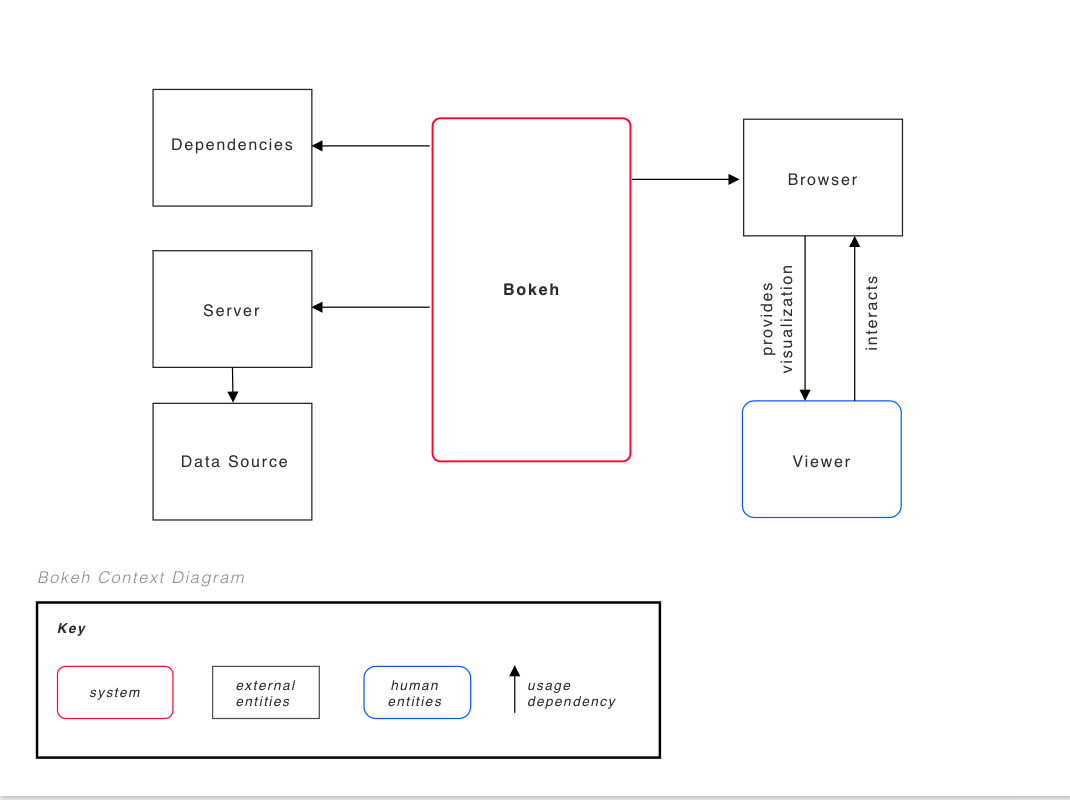 Dependencies
Browser
Bokeh
Server
provides
visualization
interacts
Data Source
Viewer
Bokeh Context Diagram
Key
system
external
entities
human
entities
usage
dependency